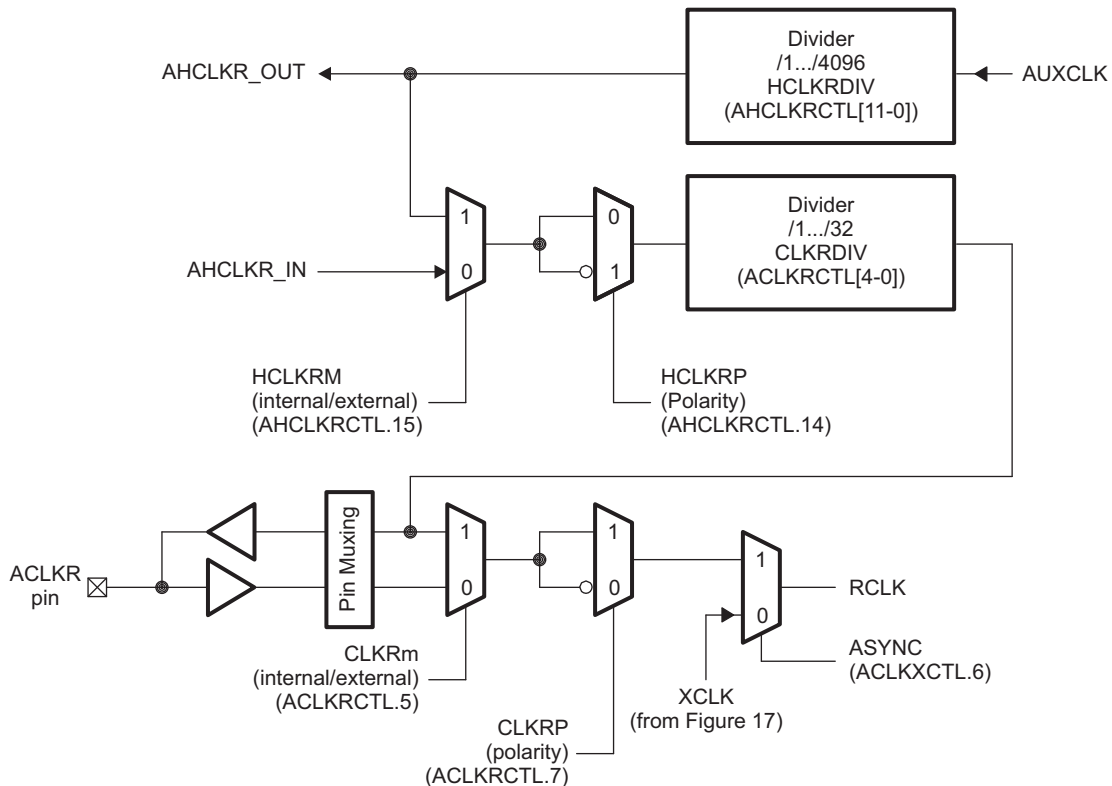 Divider
/1.../4096
HCLKRDIV
(AHCLKRCTL[11-0])
AHCLKR_OUT
AUXCLK
1
0
AHCLKR_IN
0
1
Divider
/1.../32
CLKRDIV
(ACLKRCTL[4-0])
HCLKRM
(internal/external)
(AHCLKRCTL.15)
HCLKRP
(Polarity)
(AHCLKRCTL.14)
ACLKR
pin
Pin Muxing
1
0
1
0
1
0
RCLK
CLKRm
(internal/external)
(ACLKRCTL.5)
ASYNC
(ACLKXCTL.6)
XCLK
(from Figure 17)
CLKRP
(polarity)
(ACLKRCTL.7)